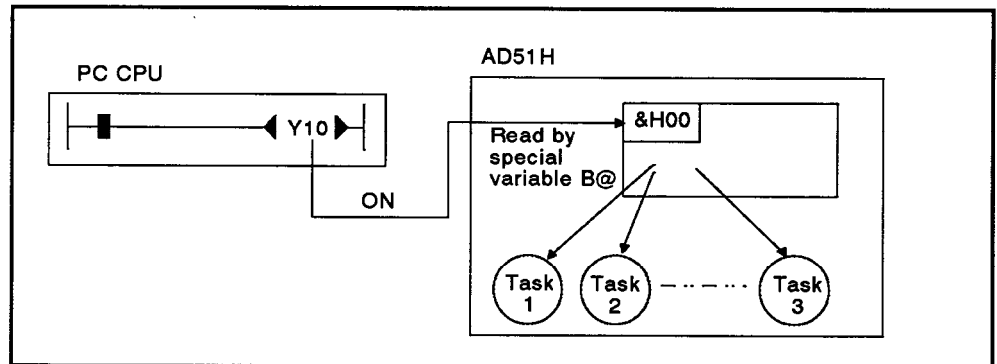 PC CPU
Y10
ON
AD51H
&H00
Read by
special
variable B@
Task
1
Task
2
Task
3